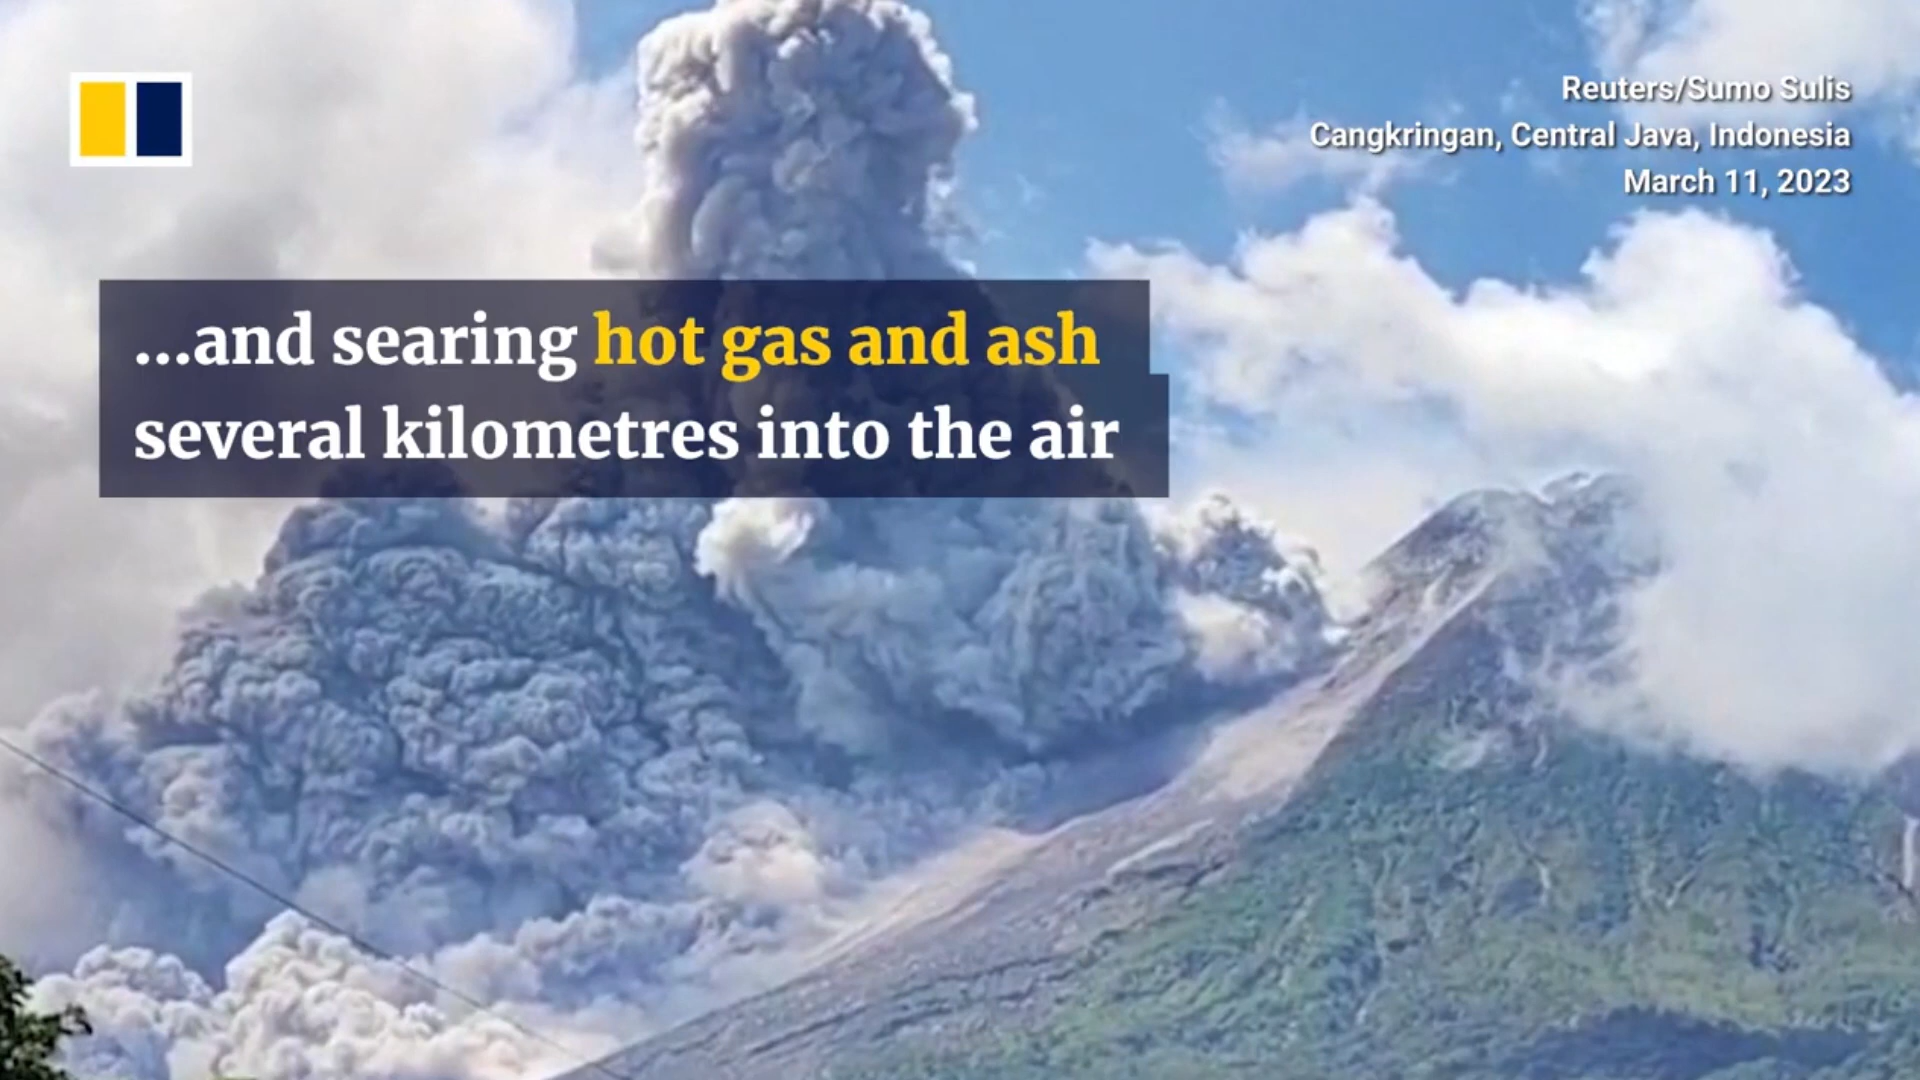 Reuters/Sumo Sulis
Cangkringan, Central Java, Indonesia
March 11, 2023
...and searing hot gas and ash
several kilometres into the air